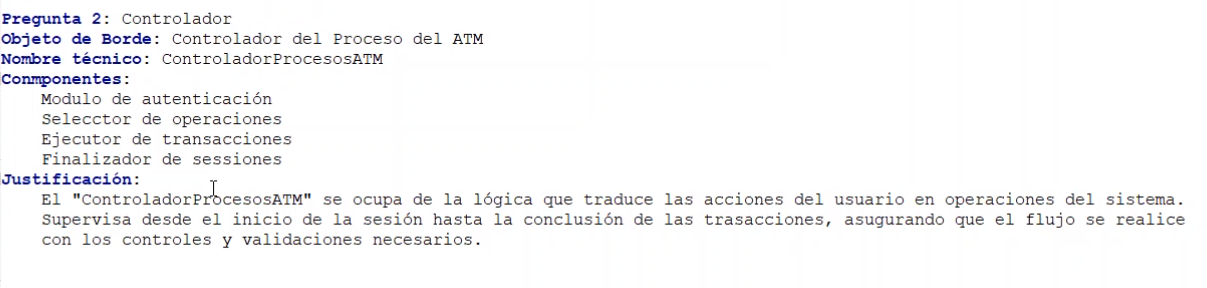 Pregunta 2: Controlador
Objeto de Borde: Controlador del Proceso del ATM
Nombre técnico: ControladorProcesosATM
Conmponentes:
Modulo de autenticación
Selecctor de operaciones
Ejecutor de transacciones
Finalizador de sessiones
Justificación:
El "ControladorProcesosATM" se ocupa de la lógica que traduce las acciones del usuario en operaciones del sistema.
Supervisa desde el inicio de la sesión hasta la conclusión de las trasacciones, asugurando que el flujo se realice
con los controles y validaciones necesarios.